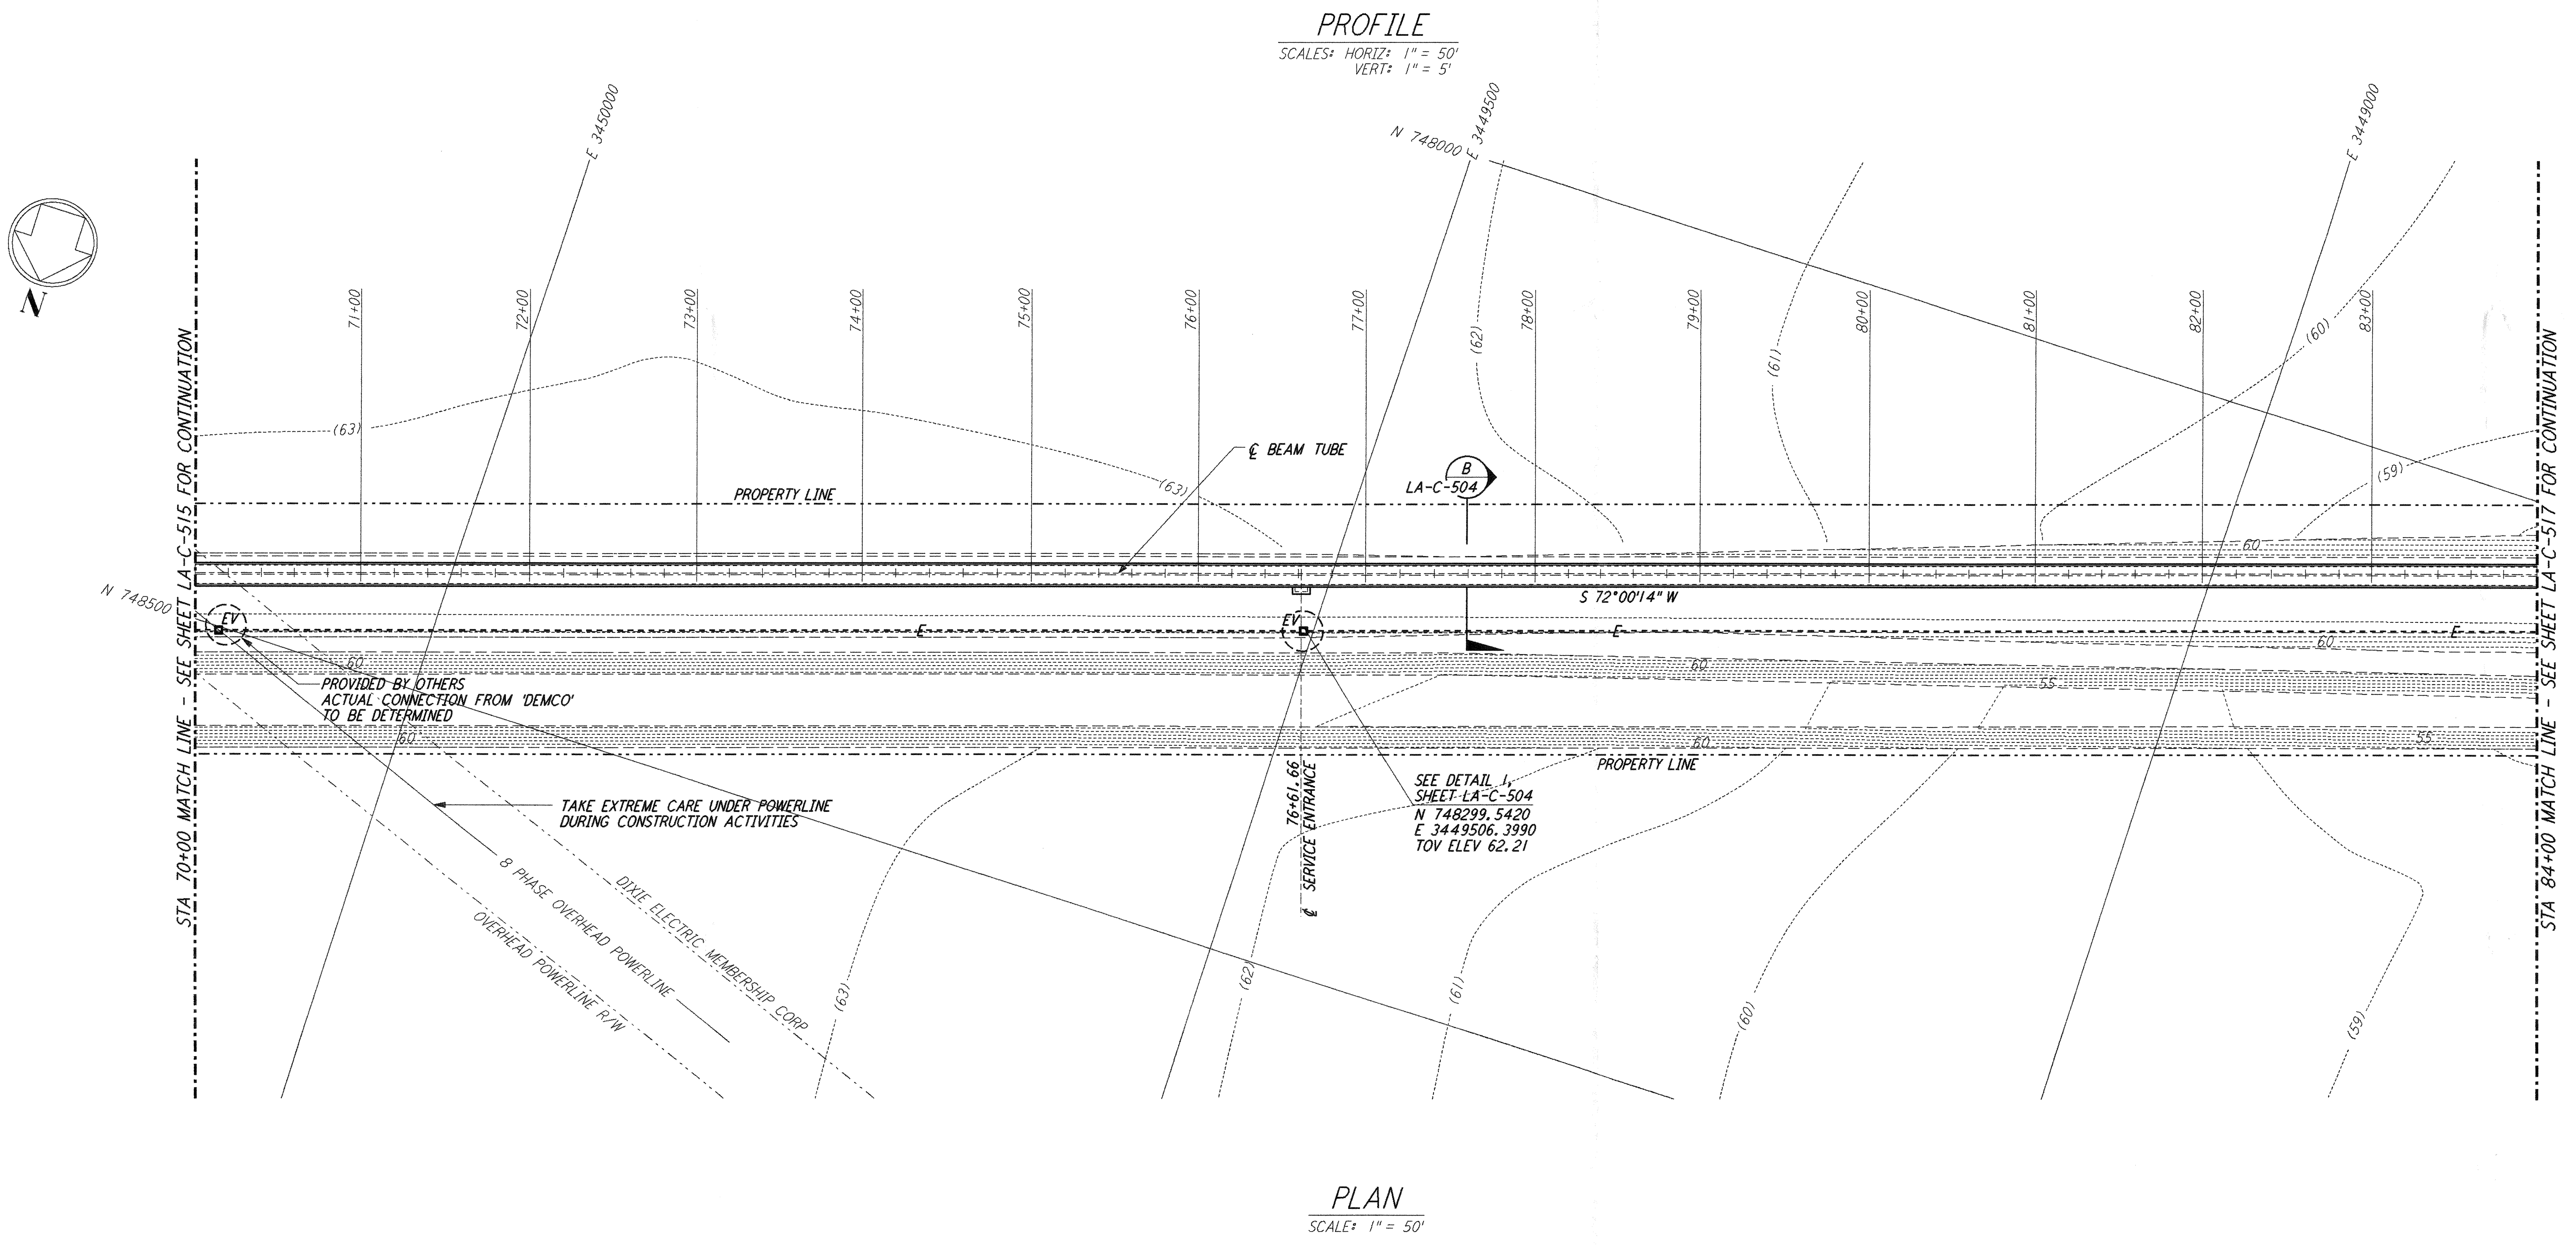 PROFILE
SCALES: HORIZ: 1" = 50'
VERT: 1" = 5'
E 3450000
N 748000
E 3449500
E 3449000
N
71+00
72+00
73+00
74+00
75+00
76+00
77+00
78+00
79+00
80+00
81+00
82+00
83+00
(62)
(61)
(60)
(63)
(63)
(59)
℄ BEAM TUBE
B
LA-C-504
PROPERTY LINE
STA 70+00 MATCH LINE - SEE SHEET LA-C-515 FOR CONTINUATION
STA 84+00 MATCH LINE - SEE SHEET LA-C-517 FOR CONTINUATION
60
S 72°00'14" W
N 748500
EV
E
EV
E
60
E
60
60
55
PROVIDED BY OTHERS
ACTUAL CONNECTION FROM 'DEMCO'
TO BE DETERMINED
60
60
55
PROPERTY LINE
76+61.66
℄ SERVICE ENTRANCE
SEE DETAIL 1,
SHEET LA-C-504
N 748299.5420
E 3449506.3990
TOV ELEV 62.21
TAKE EXTREME CARE UNDER POWERLINE
DURING CONSTRUCTION ACTIVITIES
8 PHASE OVERHEAD POWERLINE
DIXIE ELECTRIC MEMBERSHIP CORP
OVERHEAD POWERLINE R/W
(63)
(62)
(61)
(60)
(59)
PLAN
SCALE: 1" = 50'